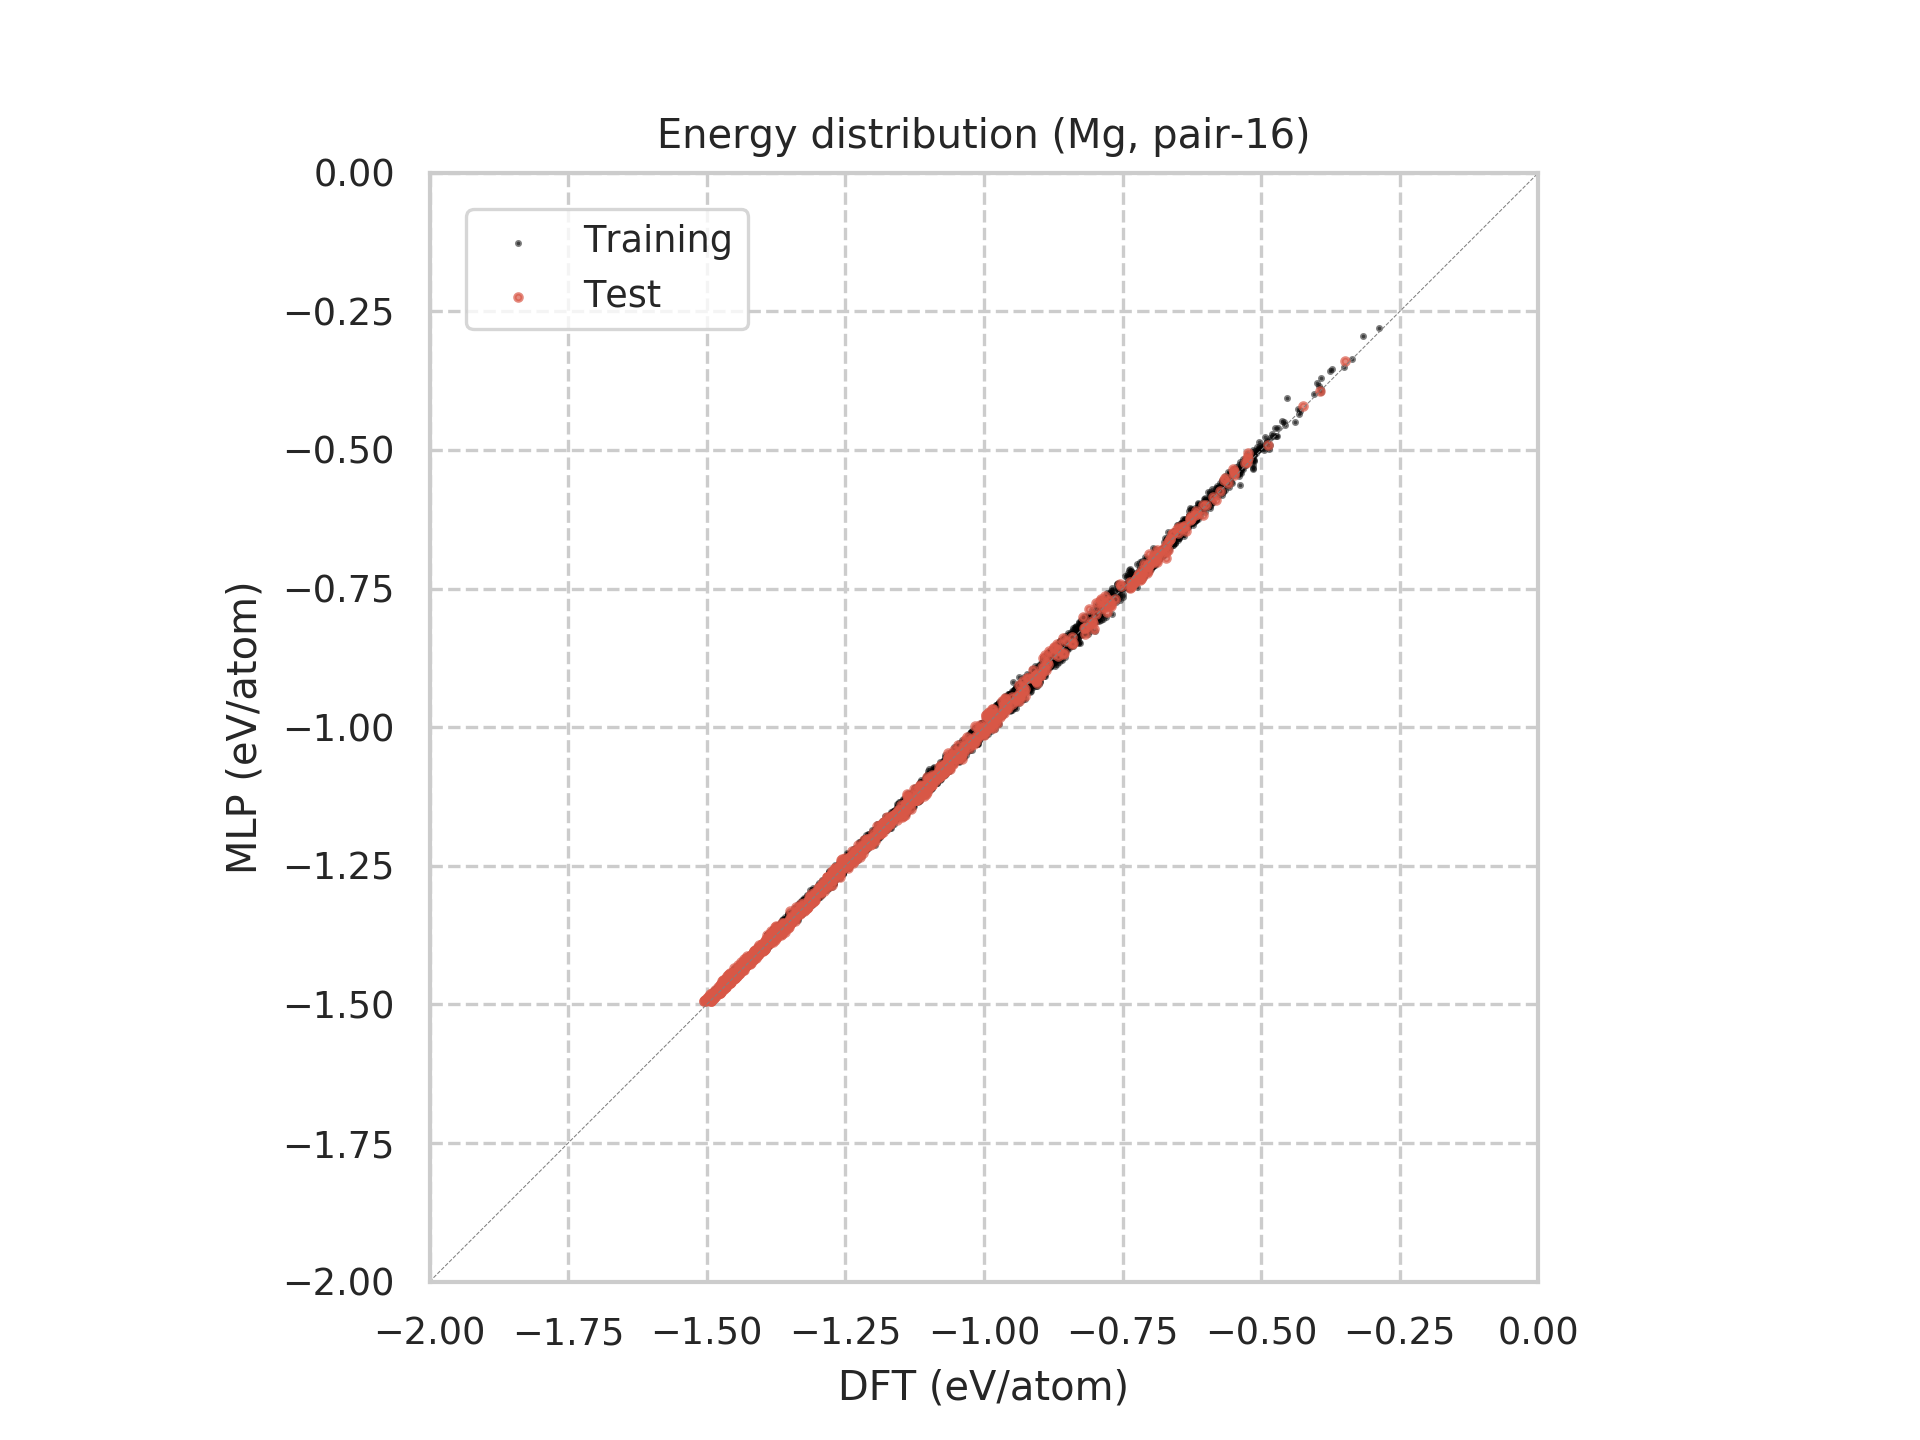 Energy distribution (Mg, pair-16)
0.00
−0.25
−0.50
−0.75
−1.00
−1.25
−1.50
−1.75
−2.00
MLP (eV/atom)
Training
Test
−2.00 −1.75 −1.50 −1.25 −1.00 −0.75 −0.50 −0.25 0.00
DFT (eV/atom)